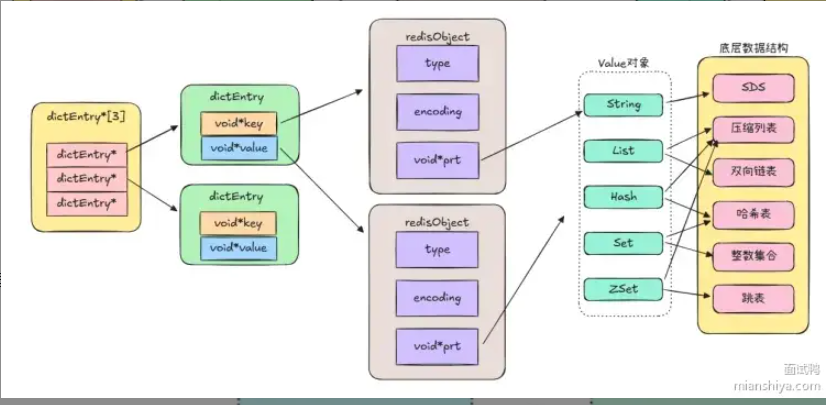 dictEntry*[3]
dictEntry*
dictEntry*
dictEntry*
dictEntry
void*key
void*value
dictEntry
void*key
void*value
redisObject
type
encoding
void*prt
redisObject
type
encoding
void*prt
Value对象
String
List
Hash
Set
ZSet
底层数据结构
SDS
压缩列表
双向链表
哈希表
整数集合
跳表
面试鸭
mianshiya.com